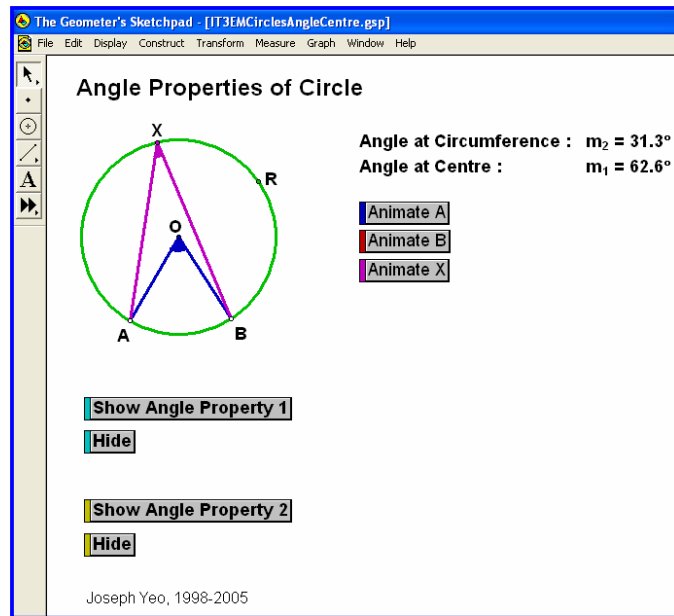 The Geometer's Sketchpad - [IT3EMCirclesAngleCentre.gsp]
File Edit Display Construct Transform Measure Graph Window Help
A
Angle Properties of Circle
X
R
O
A
B
Angle at Circumference : m₂ = 31.3°
Angle at Centre : m₁ = 62.6°
Animate A
Animate B
Animate X
Show Angle Property 1
Hide
Show Angle Property 2
Hide
Joseph Yeo, 1998-2005